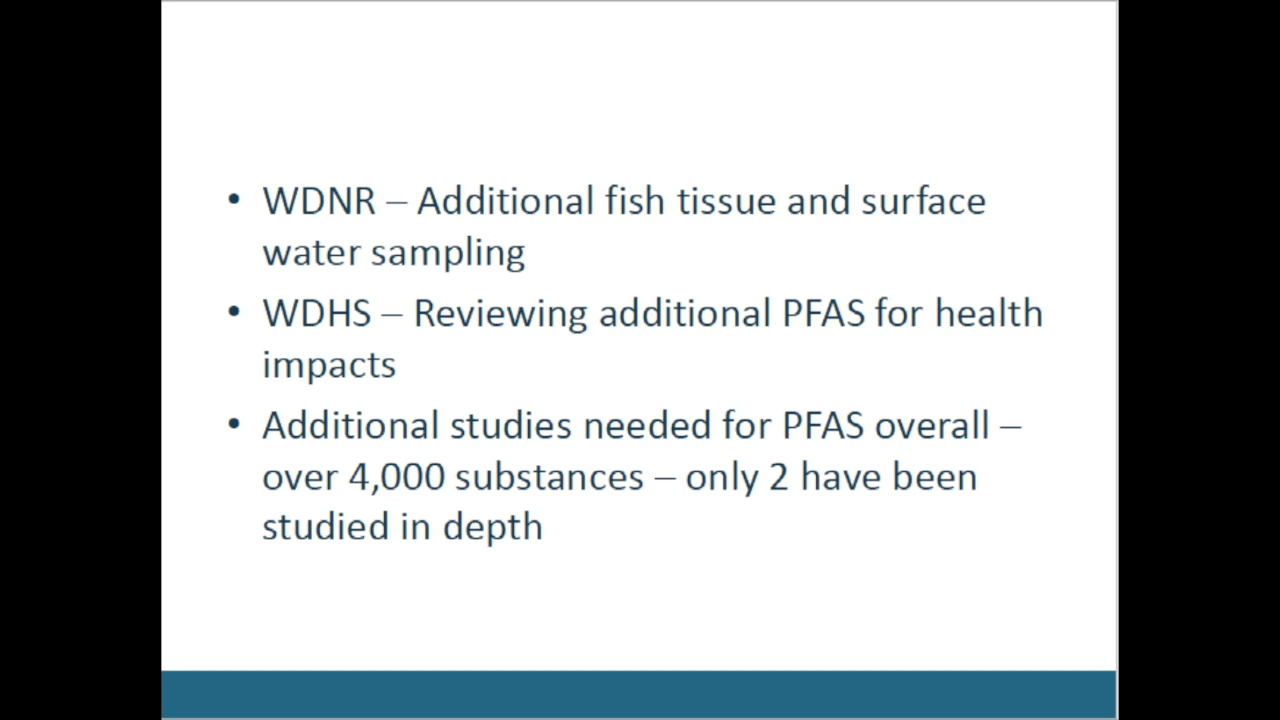 • WDNR – Additional fish tissue and surface
water sampling
• WDHS – Reviewing additional PFAS for health
impacts
• Additional studies needed for PFAS overall –
over 4,000 substances – only 2 have been
studied in depth